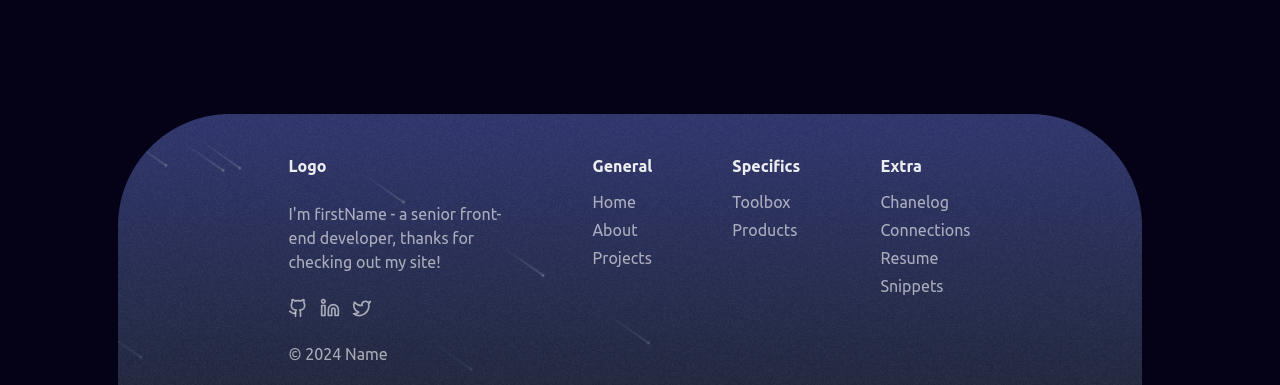 Logo
I'm firstName - a senior front-
end developer, thanks for
checking out my site!
© 2024 Name
General
Home
About
Projects
Specifics
Toolbox
Products
Extra
Chanelog
Connections
Resume
Snippets